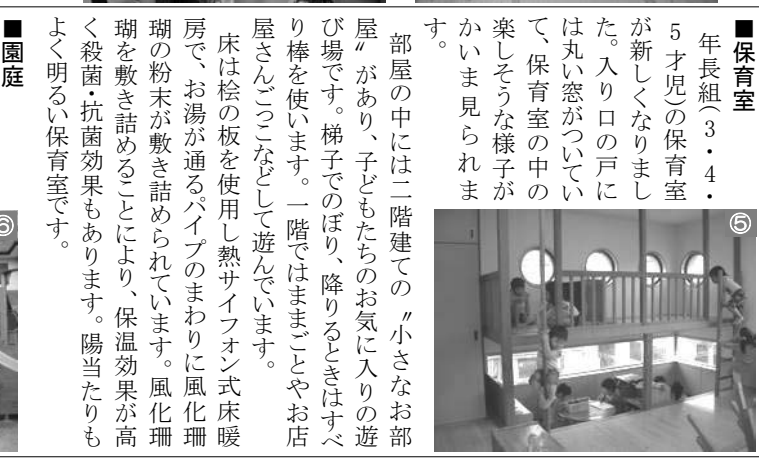 ■保育室
　年長組(3・4・
5才児)の保育室
が新しくなりまし
た。入り口の戸に
は丸い窓がついてい
て、保育室の中の
楽しそうな様子が
かいま見られま
す。
⑤
　部屋の中には二階建ての〝小さなお部
屋〟があり、子どもたちのお気に入りの遊
び場です。梯子でのぼり、降りるときはすべ
り棒を使います。一階ではままごとやお店
屋さんごっこなどして遊んでいます。
　床は桧の板を使用し熱サイフォン式床暖
房で、お湯が通るパイプのまわりに風化珊
瑚の粉末が敷き詰められています。風化珊
瑚を敷き詰めることにより、保温効果が高
く殺菌・抗菌効果もあります。陽当たりも
よく明るい保育室です。
■園庭
⑥